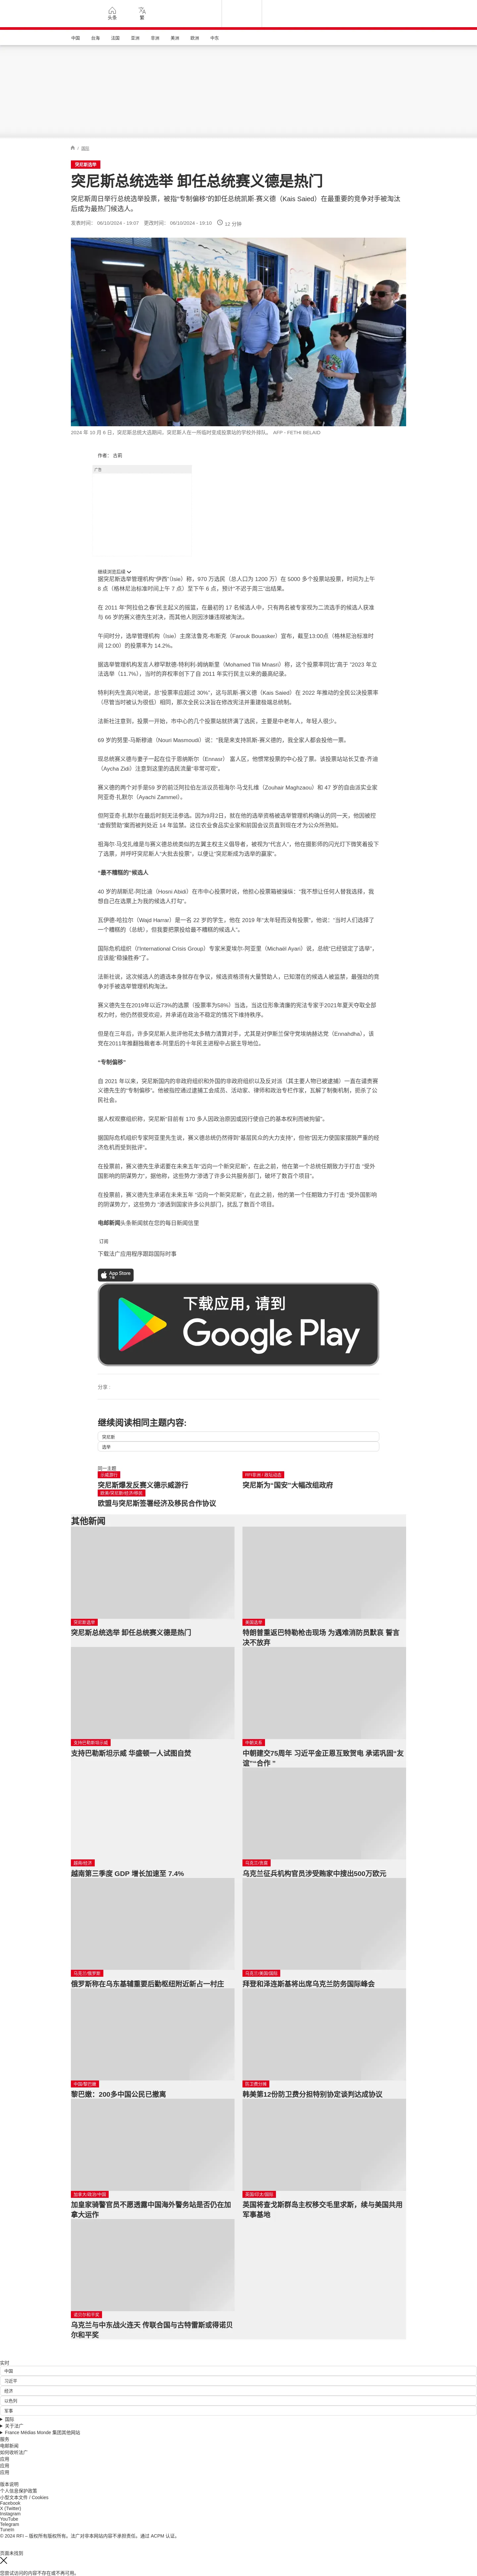 头条
繁
中国
台海
法国
亚洲
非洲
美洲
欧洲
中东
/ 国际
突尼斯选举
突尼斯总统选举 卸任总统赛义德是热门
突尼斯周日举行总统选举投票，被指“专制偏移”的卸任总统凯斯·赛义德（Kais Saied）在最重要的竞争对手被淘汰后成为最热门候选人。
发表时间： 06/10/2024 - 19:07 更改时间： 06/10/2024 - 19:10 12 分钟
2024 年 10 月 6 日，突尼斯总统大选期间，突尼斯人在一所临时变成投票站的学校外排队。 AFP - FETHI BELAID
作者： 古莉
广告
继续浏览后续
据突尼斯选举管理机构“伊西”（Isie）称，970 万选民（总人口为 1200 万）在 5000 多个投票站投票，时间为上午 8 点（格林尼治标准时间上午 7 点）至下午 6 点，预计“不迟于周三”出结果。
在 2011 年“阿拉伯之春”民主起义的摇篮，在最初的 17 名候选人中，只有两名被专家视为二流选手的候选人获准与 66 岁的赛义德先生对决，而其他人则因涉嫌违规被淘汰。
午间时分，选举管理机构（Isie）主席法鲁克-布斯克（Farouk Bouasker）宣布，截至13:00点（格林尼治标准时间 12:00）的投票率为 14.2%。
据选举管理机构发言人穆罕默德-特利利-姆纳斯里（Mohamed Tlili Mnasri）称，这个投票率同比“高于 ”2023 年立法选举（11.7%），当时的弃权率创下了自 2011 年实行民主以来的最高纪录。
特利利先生高兴地说，总“投票率应超过 30%”，这与凯斯·赛义德（Kais Saied）在 2022 年推动的全民公决投票率（尽管当时被认为很低）相同，那次全民公决旨在修改宪法并重建极端总统制。
法新社注意到，投票一开始，市中心的几个投票站就挤满了选民，主要是中老年人，年轻人很少。
69 岁的努里-马斯穆迪（Nouri Masmoudi）说：“我是来支持凯斯-赛义德的，我全家人都会投他一票。
现总统赛义德与妻子一起在位于恩纳斯尔（Ennasr） 富人区，他惯常投票的中心投了票。该投票站站长艾查-齐迪（Aycha Zidi）注意到这里的选民流量“非常可观”。
赛义德的两个对手是59 岁的前泛阿拉伯左派议员祖海尔·马戈扎维（Zouhair Maghzaou）和 47 岁的自由派实业家阿亚奇·扎默尔（Ayachi Zammel）。
但阿亚奇·扎默尔在最后时刻无法参选。因为9月2日，就在他的选举资格被选举管理机构确认的同一天，他因被控“虚假赞助”案而被判处近 14 年监禁。这位农业食品实业家和前国会议员直到现在才为公众所熟知。
祖海尔·马戈扎维是与赛义德总统类似的左翼主权主义倡导者，被视为“代言人”，他在摄影师的闪光灯下微笑着投下了选票，并呼吁突尼斯人“大批去投票”，以便让“突尼斯成为选举的赢家”。
“最不糟糕的”候选人
40 岁的胡斯尼-阿比迪（Hosni Abidi）在市中心投票时说，他担心投票箱被操纵：“我不想让任何人替我选择，我想自己在选票上为我的候选人打勾”。
瓦伊德-哈拉尔（Wajd Harrar）是一名 22 岁的学生，他在 2019 年“太年轻而没有投票”，他说：“当时人们选择了一个糟糕的（总统），但我要把票投给最不糟糕的候选人”。
国际危机组织（l'International Crisis Group）专家米夏埃尔-阿亚里（Michaël Ayari）说，总统“已经锁定了选举”，应该能“稳操胜券”了。
法新社说，这次候选人的遴选本身就存在争议，候选资格须有大量赞助人，已知潜在的候选人被监禁，最强劲的竞争对手被选举管理机构淘汰。
赛义德先生在2019年以近73%的选票（投票率为58%）当选，当这位形象清廉的宪法专家于2021年夏天夺取全部权力时，他仍然很受欢迎，并承诺在政治不稳定的情况下维持秩序。
但是在三年后，许多突尼斯人批评他花太多精力清算对手，尤其是对伊斯兰保守党埃纳赫达党（Ennahdha），该党在2011年推翻独裁者本·阿里后的十年民主进程中占据主导地位。
“专制偏移”
自 2021 年以来，突尼斯国内的非政府组织和外国的非政府组织以及反对派（其主要人物已被逮捕）一直在谴责赛义德先生的“专制偏移”。他被指控通过逮捕工会成员、活动家、律师和政治专栏作家，瓦解了制衡机制，扼杀了公民社会。
据人权观察组织称，突尼斯“目前有 170 多人因政治原因或因行使自己的基本权利而被拘留”。
据国际危机组织专家阿亚里先生说，赛义德总统仍然得到“基层民众的大力支持”，但他“因无力使国家摆脱严重的经济危机而受到批评”。
在投票前，赛义德先生承诺要在未来五年“迈向一个新突尼斯”，在此之前，他在第一个总统任期致力于打击 “受外国影响的阴谋势力”。据他称，这些势力“渗透了许多公共服务部门，破坏了数百个项目”。
在投票前，赛义德先生承诺在未来五年 “迈向一个新突尼斯”，在此之前，他的第一个任期致力于打击 “受外国影响的阴谋势力”，这些势力 “渗透到国家许多公共部门，扰乱了数百个项目”。
电邮新闻头条新闻就在您的每日新闻信里
订阅
下载法广应用程序跟踪国际时事
App Store 下载
下载应用，请到
Google Play
分享 :
继续阅读相同主题内容:
突尼斯
选举
同一主题
示威游行
突尼斯爆发反赛义德示威游行
RFI非洲 / 政坛动态
突尼斯为“国安”大幅改组政府
欧盟/突尼斯/经济/移民
欧盟与突尼斯签署经济及移民合作协议
其他新闻
突尼斯选举
突尼斯总统选举 卸任总统赛义德是热门
美国选举
特朗普重返巴特勒枪击现场 为遇难消防员默哀 誓言决不放弃
支持巴勒斯坦示威
支持巴勒斯坦示威 华盛顿一人试图自焚
中朝关系
中朝建交75周年 习近平金正恩互致贺电 承诺巩固“友谊”“合作 ”
越南/经济
越南第三季度 GDP 增长加速至 7.4%
乌克兰/贪腐
乌克兰征兵机构官员涉受贿家中搜出500万欧元
乌克兰/俄罗斯
俄罗斯称在乌东基辅重要后勤枢纽附近新占一村庄
乌克兰/美国/国际
拜登和泽连斯基将出席乌克兰防务国际峰会
中国/黎巴嫩
黎巴嫩：200多中国公民已撤离
防卫费分摊
韩美第12份防卫费分担特别协定谈判达成协议
加拿大/政治/中国
加皇家骑警官员不愿透露中国海外警务站是否仍在加拿大运作
英国/印太/国际
英国将查戈斯群岛主权移交毛里求斯，续与美国共用军事基地
诺贝尔和平奖
乌克兰与中东战火连天 传联合国与古特雷斯或得诺贝尔和平奖
实时
中国
习近平
经济
以色列
军事
国际
关于法广
France Médias Monde 集团其他网站
服务
电邮新闻
如何收听法广
应用
应用
应用
版本说明
个人信息保护政策
小型文本文件 / Cookies
Facebook
X (Twitter)
Instagram
YouTube
Telegram
TuneIn
© 2024 RFI – 版权所有版权所有。法广对非本网站内容不承担责任。通过 ACPM 认证。
页面未找到
您尝试访问的内容不存在或不再可用。